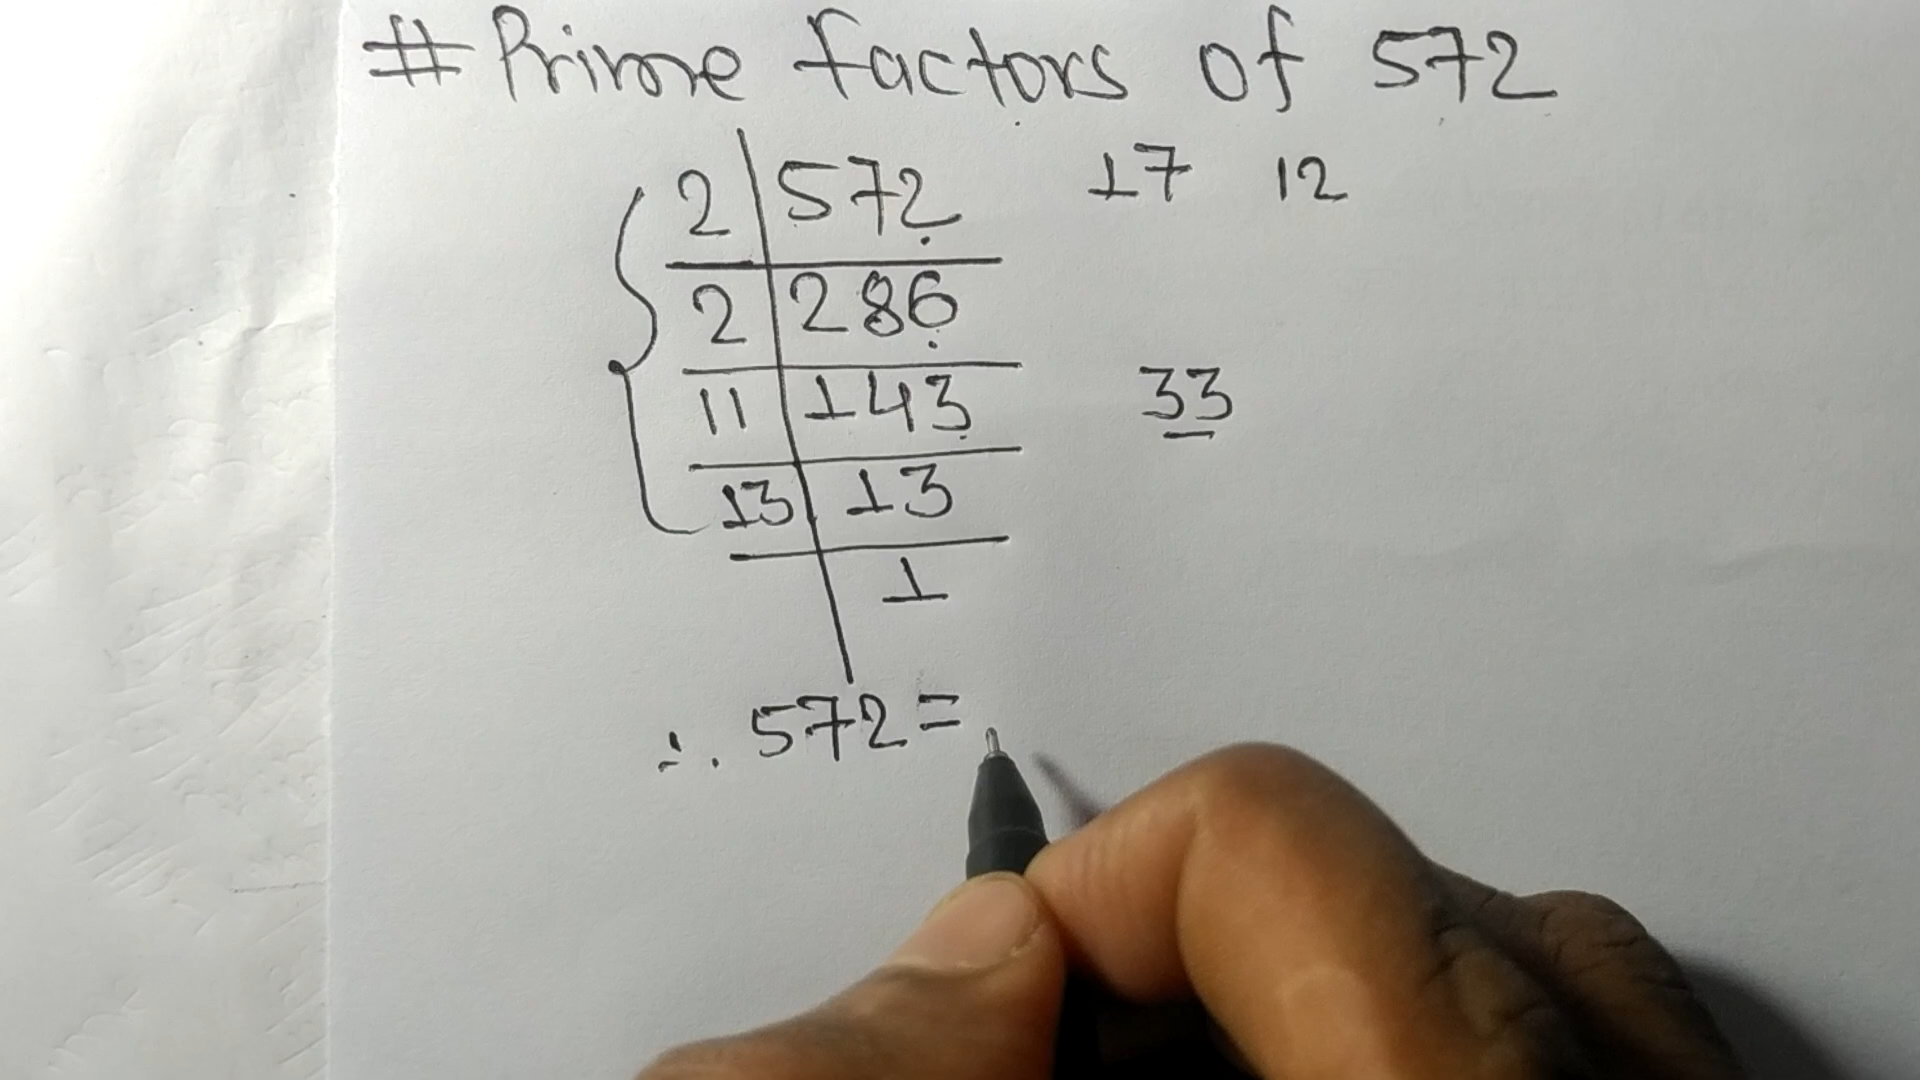 # Prime factors of 572
2 572 17 12
2 286
11 143 33
13 13
1
∴ 572 =